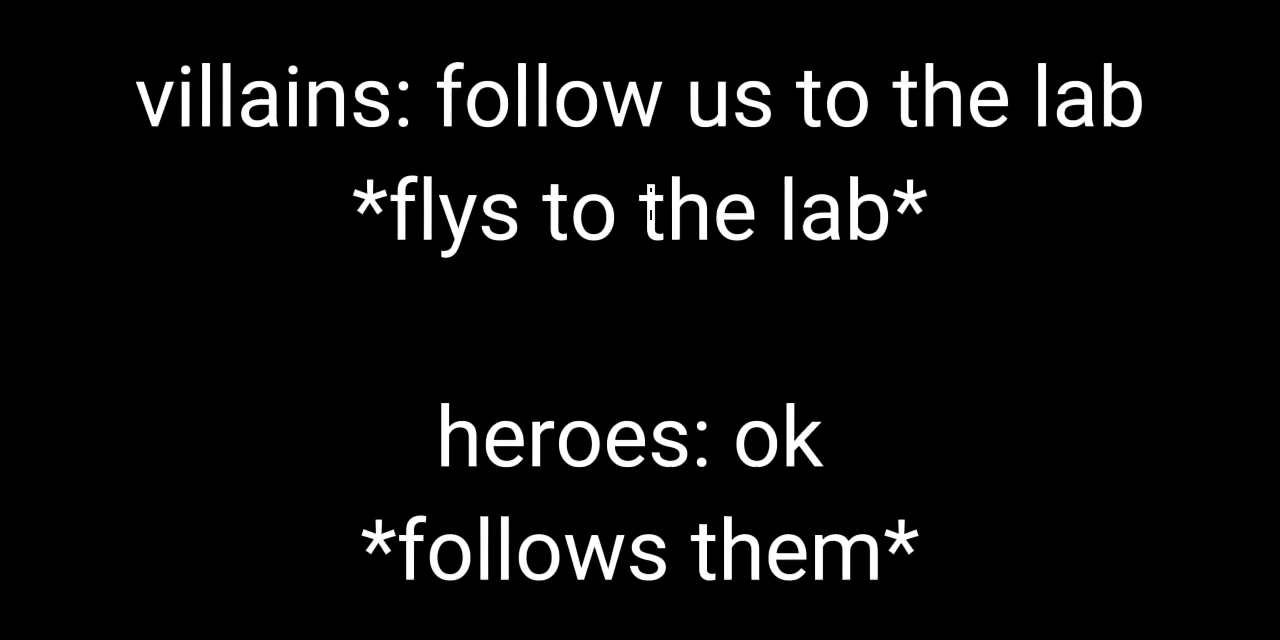 villains: follow us to the lab
*flys to the lab*
heroes: ok
*follows them*